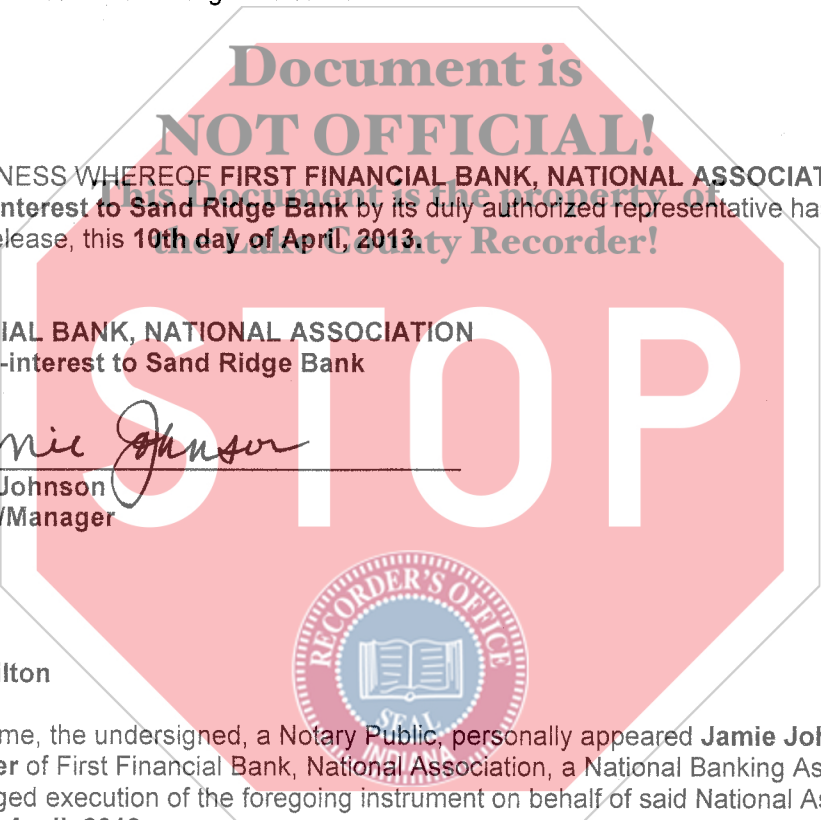 Document is
NOT OFFICIAL!
NESS WHEREOF FIRST FINANCIAL BANK, NATIONAL ASSOCIAT
This Document is the property of
nterest to Sand Ridge Bank by its duly authorized representative ha
the Lake County Recorder!
elease, this 10th day of April, 2013.
STOP
IAL BANK, NATIONAL ASSOCIATION
-interest to Sand Ridge Bank
mie Johnson
Johnson
/Manager
RECORDER'S OFFICE
SEAL
INDIANA
lton
me, the undersigned, a Notary Public, personally appeared Jamie Joh
er of First Financial Bank, National Association, a National Banking As
ged execution of the foregoing instrument on behalf of said National As